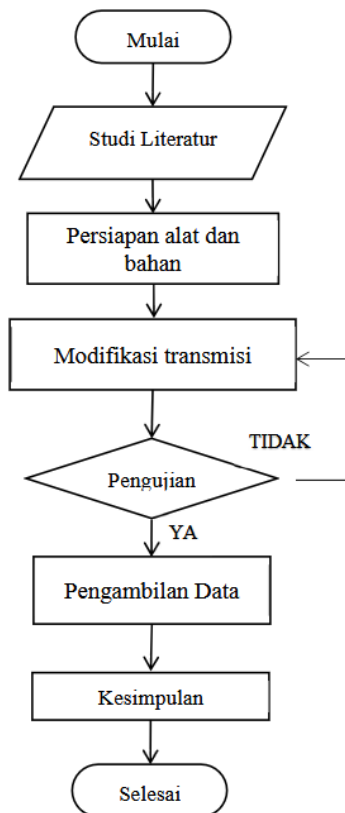 Mulai
Studi Literatur
Persiapan alat dan
bahan
Modifikasi transmisi
TIDAK
Pengujian
YA
Pengambilan Data
Kesimpulan
Selesai